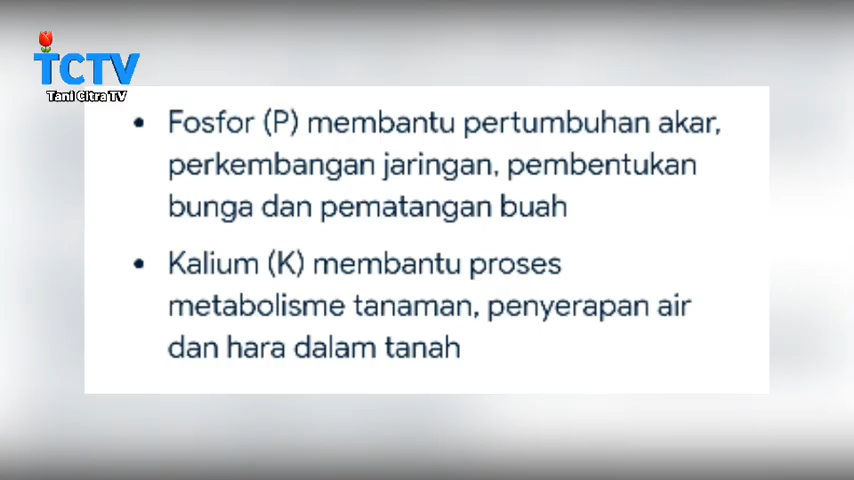 TCTV
Tani Citra TV
• Fosfor (P) membantu pertumbuhan akar,
perkembangan jaringan, pembentukan
bunga dan pematangan buah
• Kalium (K) membantu proses
metabolisme tanaman, penyerapan air
dan hara dalam tanah